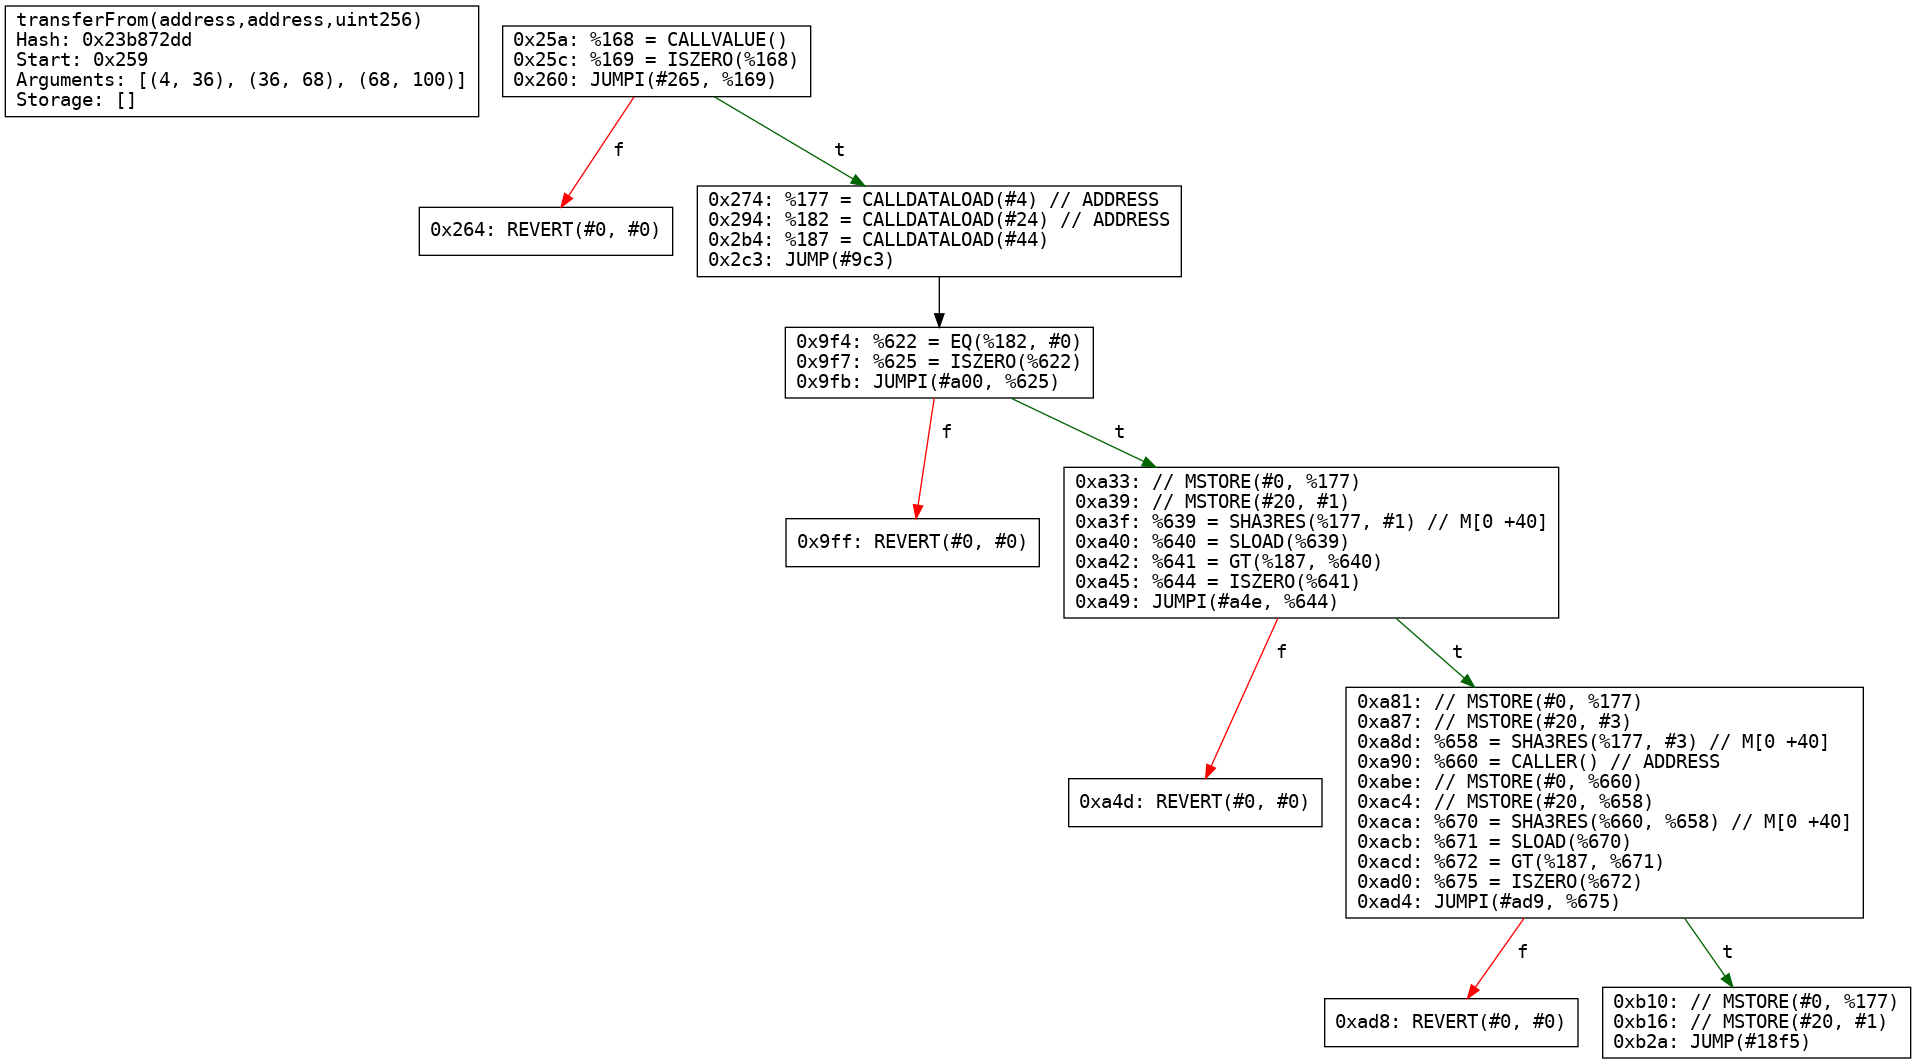 transferFrom(address,address,uint256)
Hash: 0x23b872dd
Start: 0x259
Arguments: [(4, 36), (36, 68), (68, 100)]
Storage: []
0x25a: %168 = CALLVALUE()
0x25c: %169 = ISZERO(%168)
0x260: JUMPI(#265, %169)
f
t
0x264: REVERT(#0, #0)
0x274: %177 = CALLDATALOAD(#4) // ADDRESS
0x294: %182 = CALLDATALOAD(#24) // ADDRESS
0x2b4: %187 = CALLDATALOAD(#44)
0x2c3: JUMP(#9c3)
0x9f4: %622 = EQ(%182, #0)
0x9f7: %625 = ISZERO(%622)
0x9fb: JUMPI(#a00, %625)
f
t
0x9ff: REVERT(#0, #0)
0xa33: // MSTORE(#0, %177)
0xa39: // MSTORE(#20, #1)
0xa3f: %639 = SHA3RES(%177, #1) // M[0 +40]
0xa40: %640 = SLOAD(%639)
0xa42: %641 = GT(%187, %640)
0xa45: %644 = ISZERO(%641)
0xa49: JUMPI(#a4e, %644)
f
t
0xa4d: REVERT(#0, #0)
0xa81: // MSTORE(#0, %177)
0xa87: // MSTORE(#20, #3)
0xa8d: %658 = SHA3RES(%177, #3) // M[0 +40]
0xa90: %660 = CALLER() // ADDRESS
0xabe: // MSTORE(#0, %660)
0xac4: // MSTORE(#20, %658)
0xaca: %670 = SHA3RES(%660, %658) // M[0 +40]
0xacb: %671 = SLOAD(%670)
0xacd: %672 = GT(%187, %671)
0xad0: %675 = ISZERO(%672)
0xad4: JUMPI(#ad9, %675)
f
t
0xad8: REVERT(#0, #0)
0xb10: // MSTORE(#0, %177)
0xb16: // MSTORE(#20, #1)
0xb2a: JUMP(#18f5)